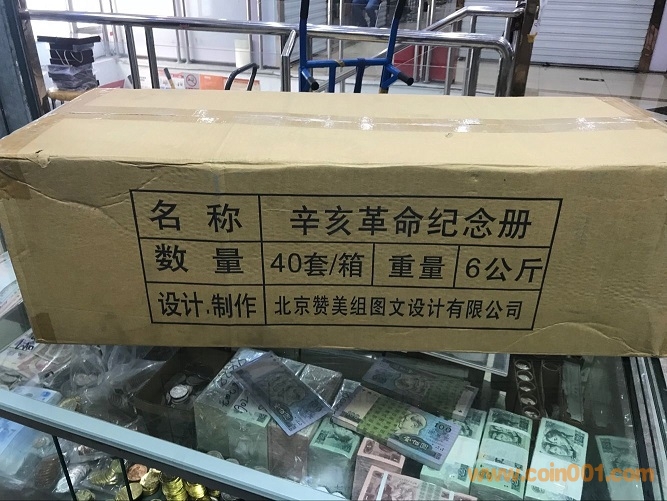 名称 辛亥革命纪念册
数量 40套/箱 重量 6公斤
设计.制作 北京赞美组图文设计有限公司
www.coin001.com